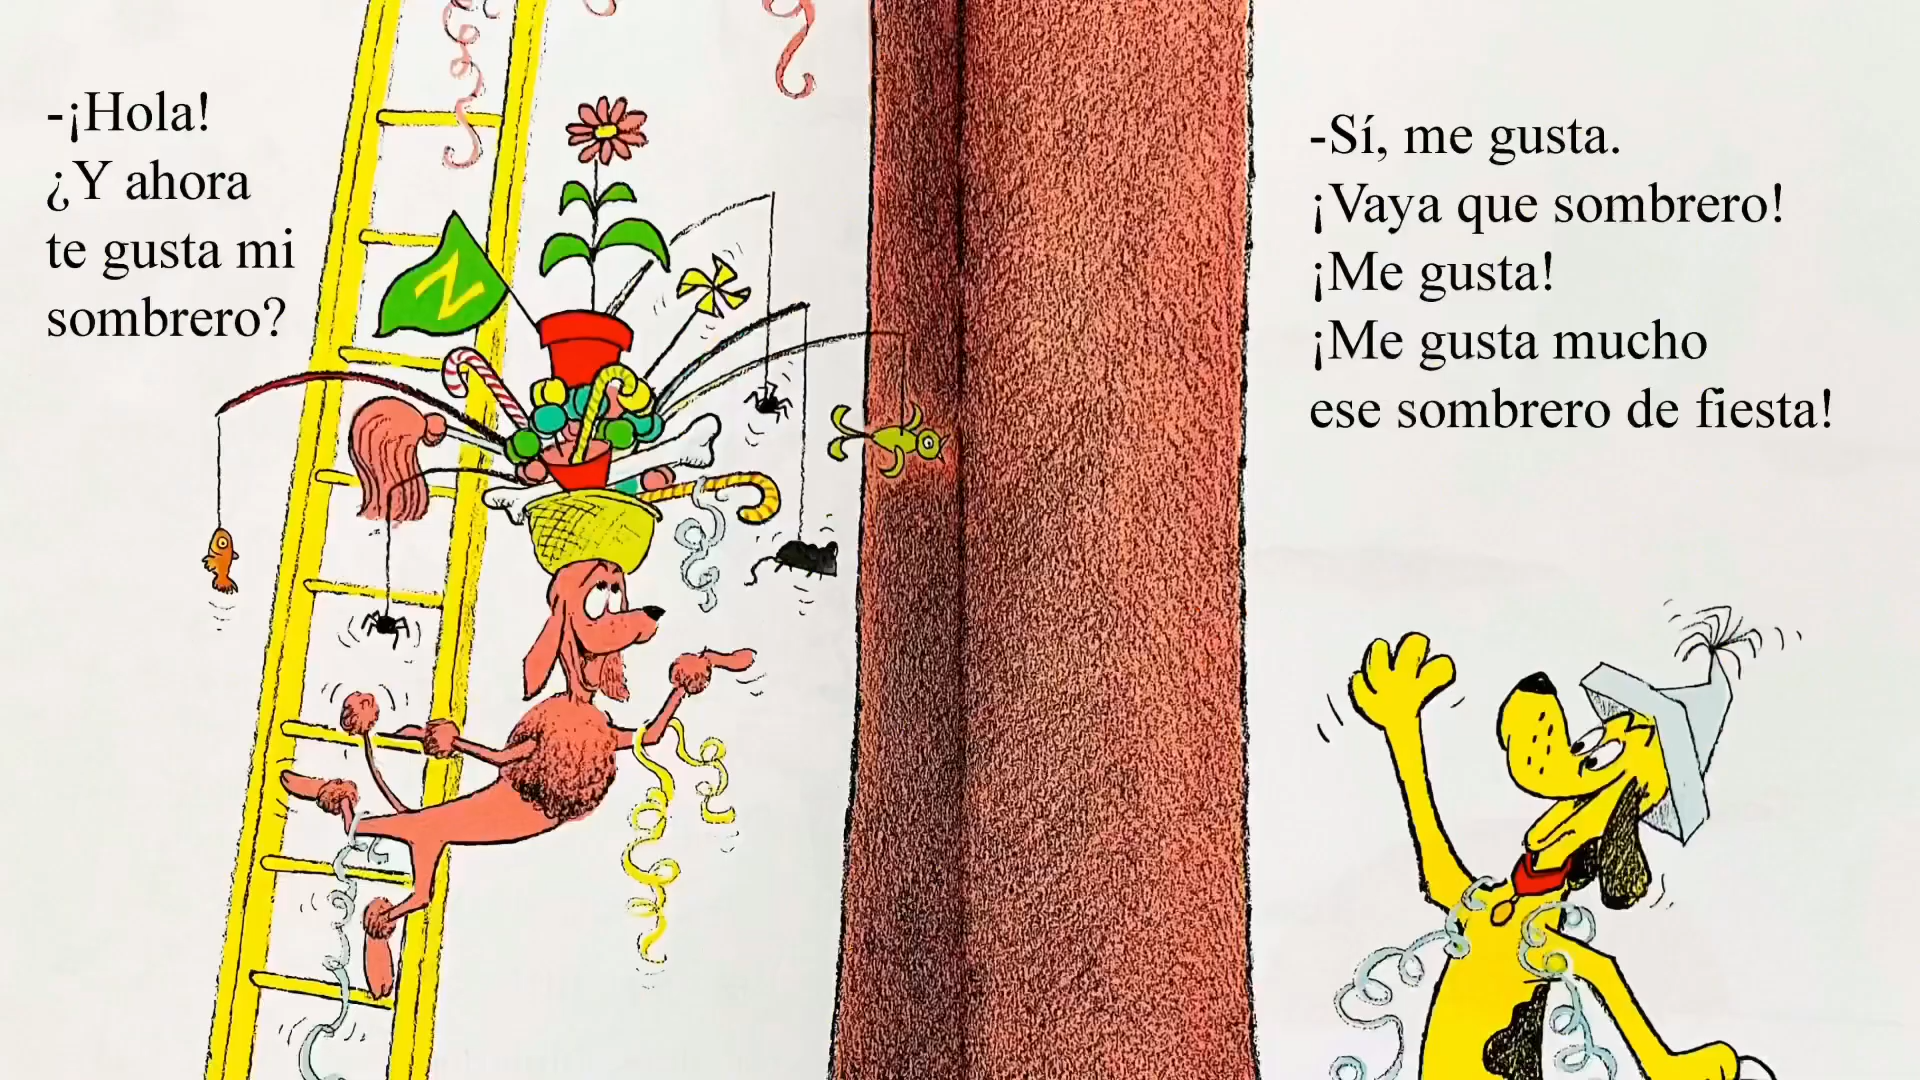 -¡Hola!
¿Y ahora
te gusta mi
sombrero?
Z
-Sí, me gusta.
¡Vaya que sombrero!
¡Me gusta!
¡Me gusta mucho
ese sombrero de fiesta!